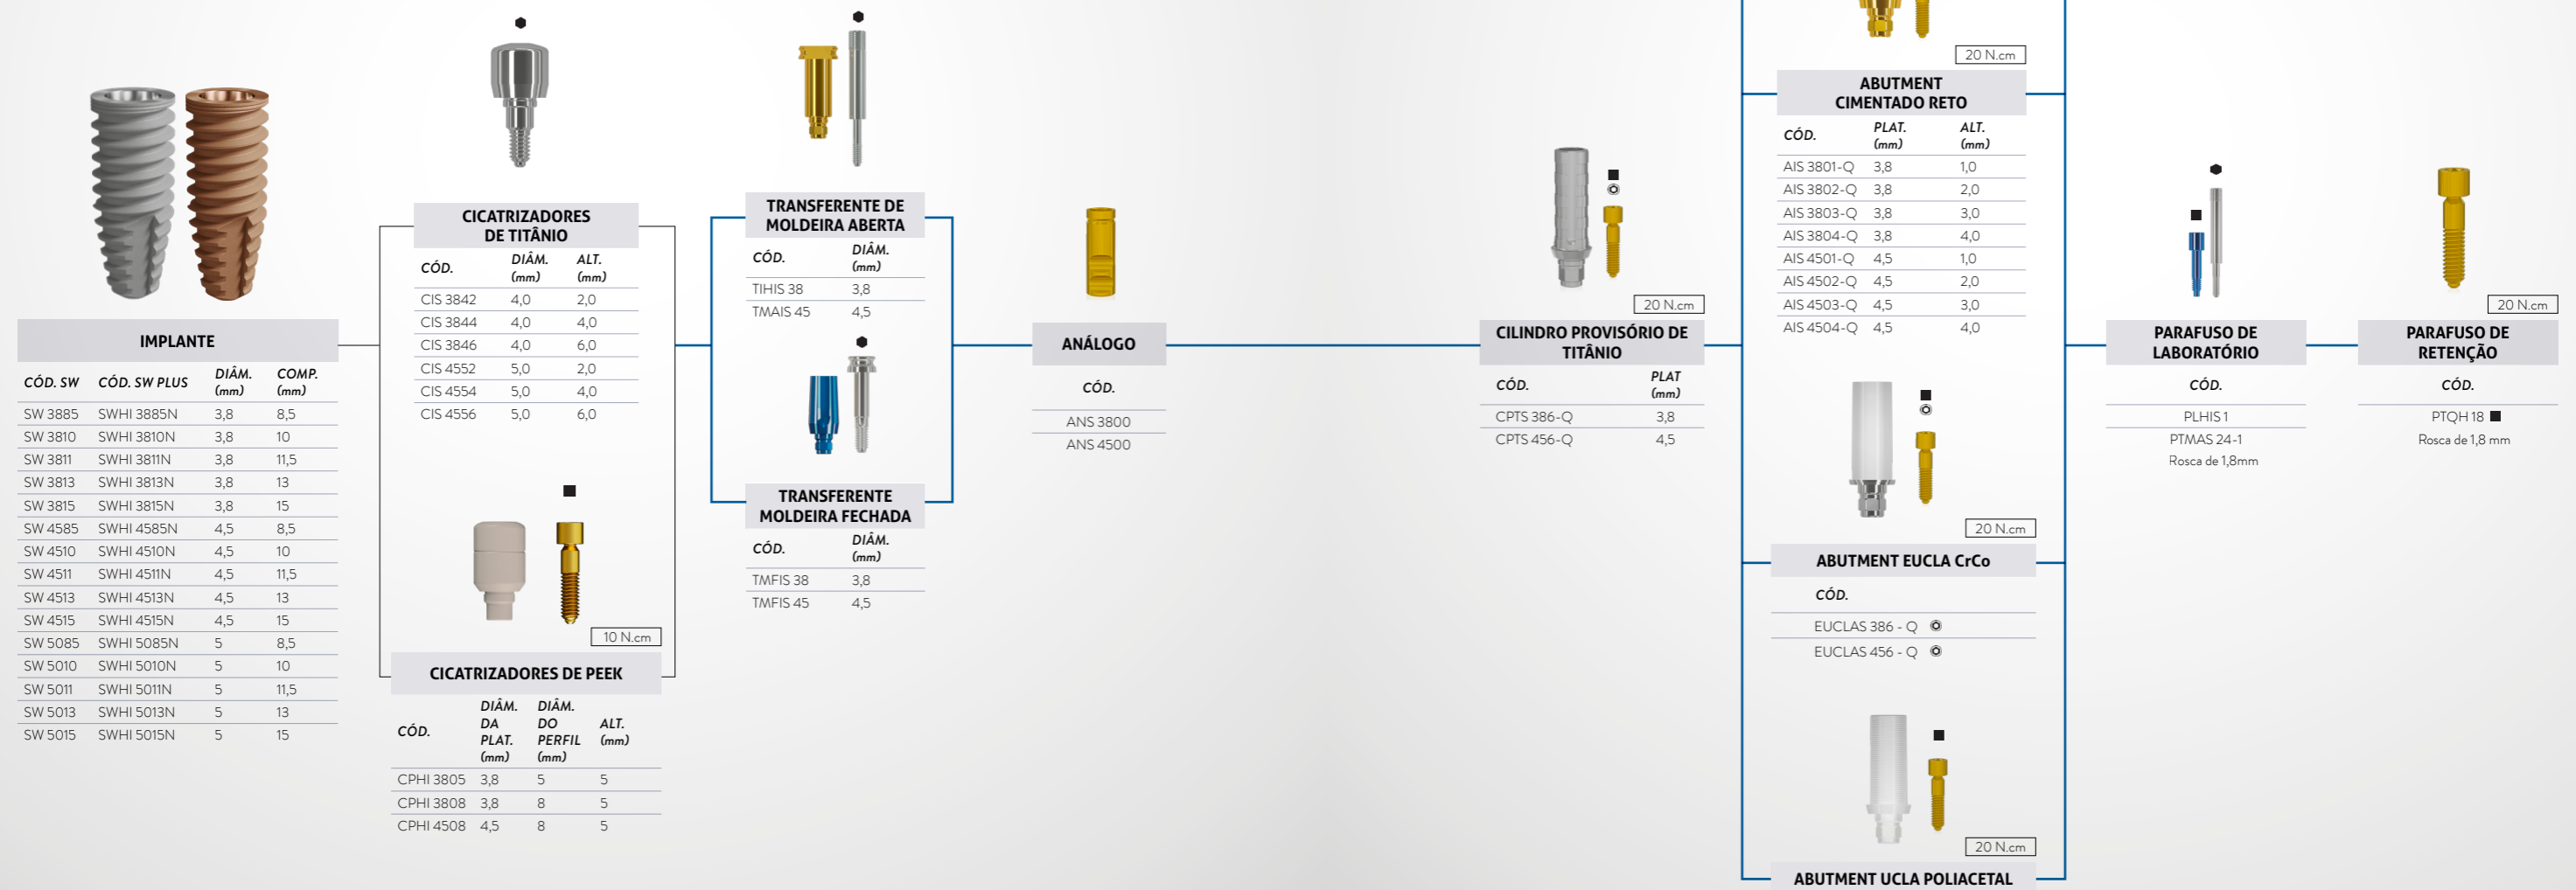 IMPLANTE
CÓD. SW CÓD. SW PLUS DIÂM. (mm) COMP. (mm)
SW 3885 SWHI 3885N 3,8 8,5
SW 3810 SWHI 3810N 3,8 10
SW 3811 SWHI 3811N 3,8 11,5
SW 3813 SWHI 3813N 3,8 13
SW 3815 SWHI 3815N 3,8 15
SW 4585 SWHI 4585N 4,5 8,5
SW 4510 SWHI 4510N 4,5 10
SW 4511 SWHI 4511N 4,5 11,5
SW 4513 SWHI 4513N 4,5 13
SW 4515 SWHI 4515N 4,5 15
SW 5085 SWHI 5085N 5 8,5
SW 5010 SWHI 5010N 5 10
SW 5011 SWHI 5011N 5 11,5
SW 5013 SWHI 5013N 5 13
SW 5015 SWHI 5015N 5 15
CICATRIZADORES
DE TITÂNIO
CÓD. DIÂM. (mm) ALT. (mm)
CIS 3842 4,0 2,0
CIS 3844 4,0 4,0
CIS 3846 4,0 6,0
CIS 4552 5,0 2,0
CIS 4554 5,0 4,0
CIS 4556 5,0 6,0
10 N.cm
CICATRIZADORES DE PEEK
CÓD. DIÂM. DA PLAT. (mm) DIÂM. DO PERFIL (mm) ALT. (mm)
CPHI 3805 3,8 5 5
CPHI 3808 3,8 8 5
CPHI 4508 4,5 8 5
TRANSFERENTE DE
MOLDEIRA ABERTA
CÓD. DIÂM. (mm)
TIHIS 38 3,8
TMAIS 45 4,5
TRANSFERENTE
MOLDEIRA FECHADA
CÓD. DIÂM. (mm)
TMFIS 38 3,8
TMFIS 45 4,5
ANÁLOGO
CÓD.
ANS 3800
ANS 4500
20 N.cm
CILINDRO PROVISÓRIO DE
TITÂNIO
CÓD. PLAT (mm)
CPTS 386-Q 3,8
CPTS 456-Q 4,5
20 N.cm
ABUTMENT
CIMENTADO RETO
CÓD. PLAT. (mm) ALT. (mm)
AIS 3801-Q 3,8 1,0
AIS 3802-Q 3,8 2,0
AIS 3803-Q 3,8 3,0
AIS 3804-Q 3,8 4,0
AIS 4501-Q 4,5 1,0
AIS 4502-Q 4,5 2,0
AIS 4503-Q 4,5 3,0
AIS 4504-Q 4,5 4,0
20 N.cm
ABUTMENT EUCLA CrCo
CÓD.
EUCLAS 386 - Q
EUCLAS 456 - Q
20 N.cm
ABUTMENT UCLA POLIACETAL
PARAFUSO DE
LABORATÓRIO
CÓD.
PLHIS 1
PTMAS 24-1
Rosca de 1,8mm
20 N.cm
PARAFUSO DE
RETENÇÃO
CÓD.
PTQH 18
Rosca de 1,8 mm